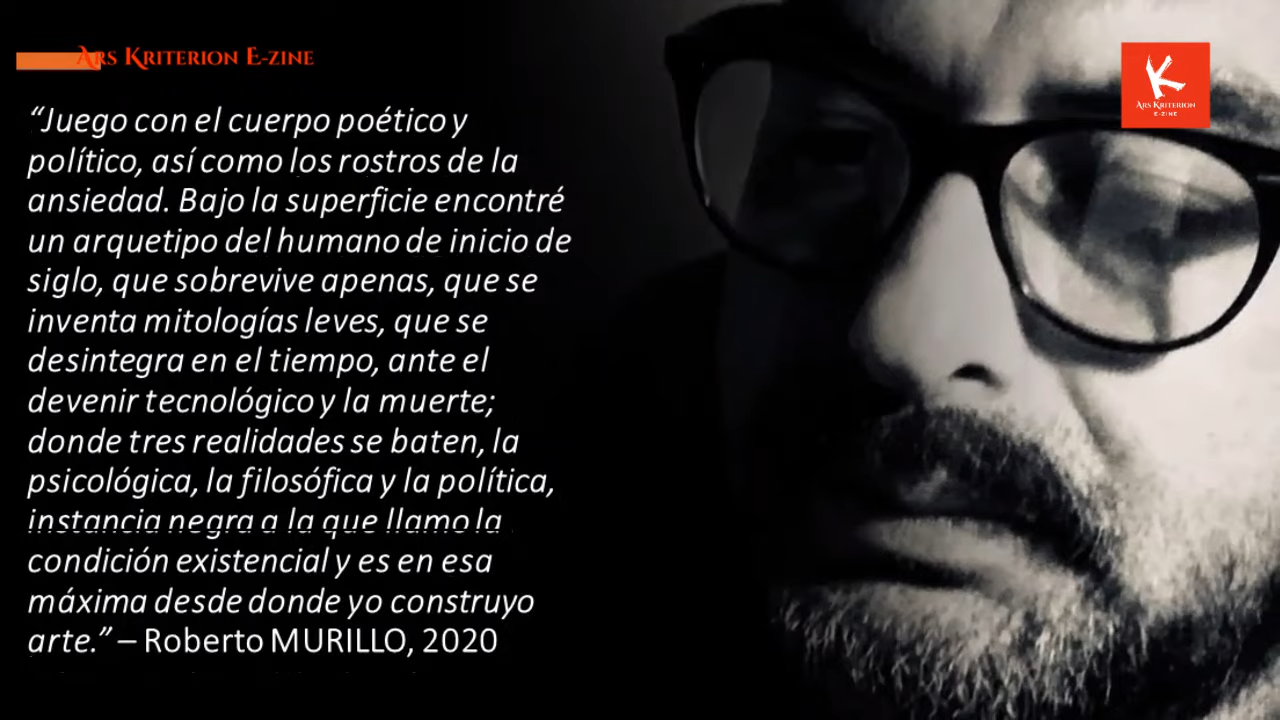 Ars Kriterion E-zine
“Juego con el cuerpo poético y
político, así como los rostros de la
ansiedad. Bajo la superficie encontré
un arquetipo del humano de inicio de
siglo, que sobrevive apenas, que se
inventa mitologías leves, que se
desintegra en el tiempo, ante el
devenir tecnológico y la muerte;
donde tres realidades se baten, la
psicológica, la filosófica y la política,
instancia negra a la que llamo la
condición existencial y es en esa
máxima desde donde yo construyo
arte.” – Roberto MURILLO, 2020
K
Ars Kriterion
E-ZINE